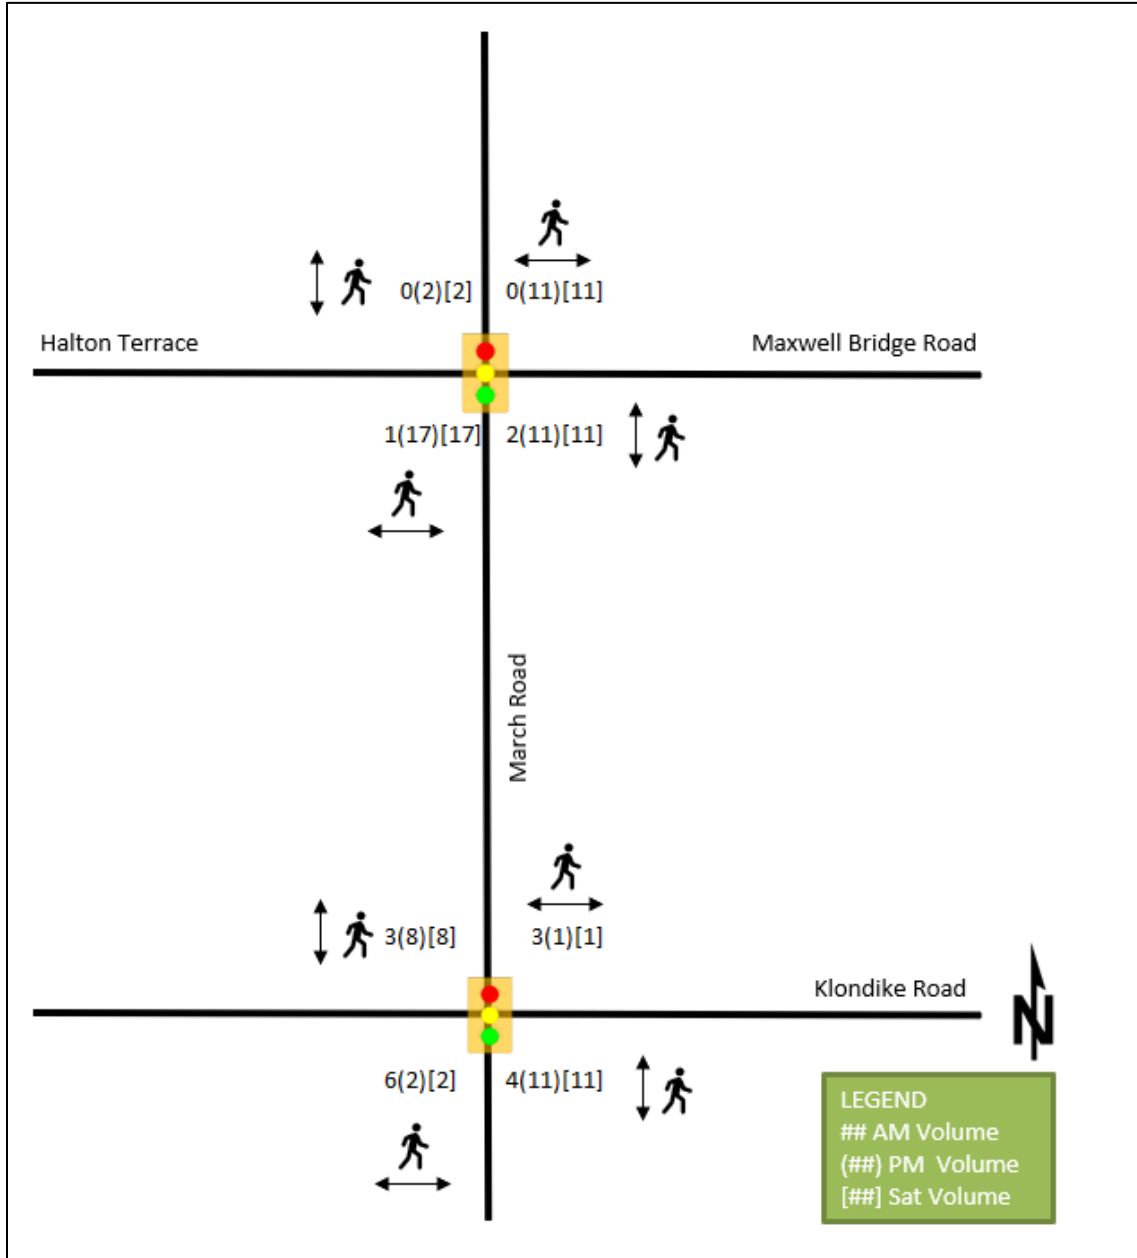 0(2)[2]
0(11)[11]
Halton Terrace
Maxwell Bridge Road
1(17)[17]
2(11)[11]
March Road
3(8)[8]
3(1)[1]
Klondike Road
N
6(2)[2]
4(11)[11]
LEGEND
## AM Volume
(##) PM Volume
[##] Sat Volume